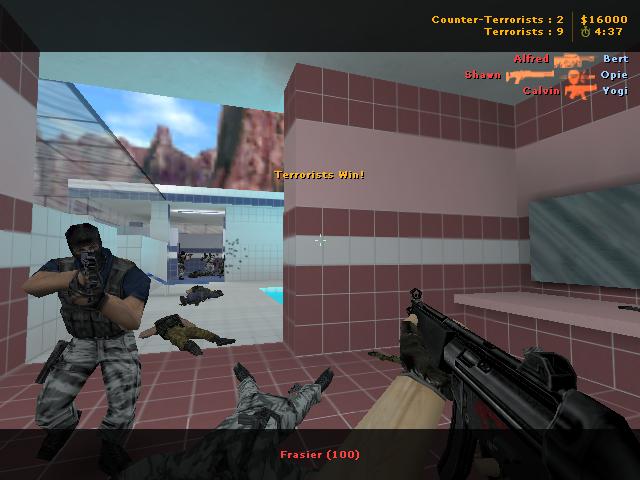 Counter-Terrorists : 2 $16000
Terrorists : 9 4:37
Alfred Bert
Shawn Opie
Calvin Yogi
Terrorists Win!
Frasier (100)